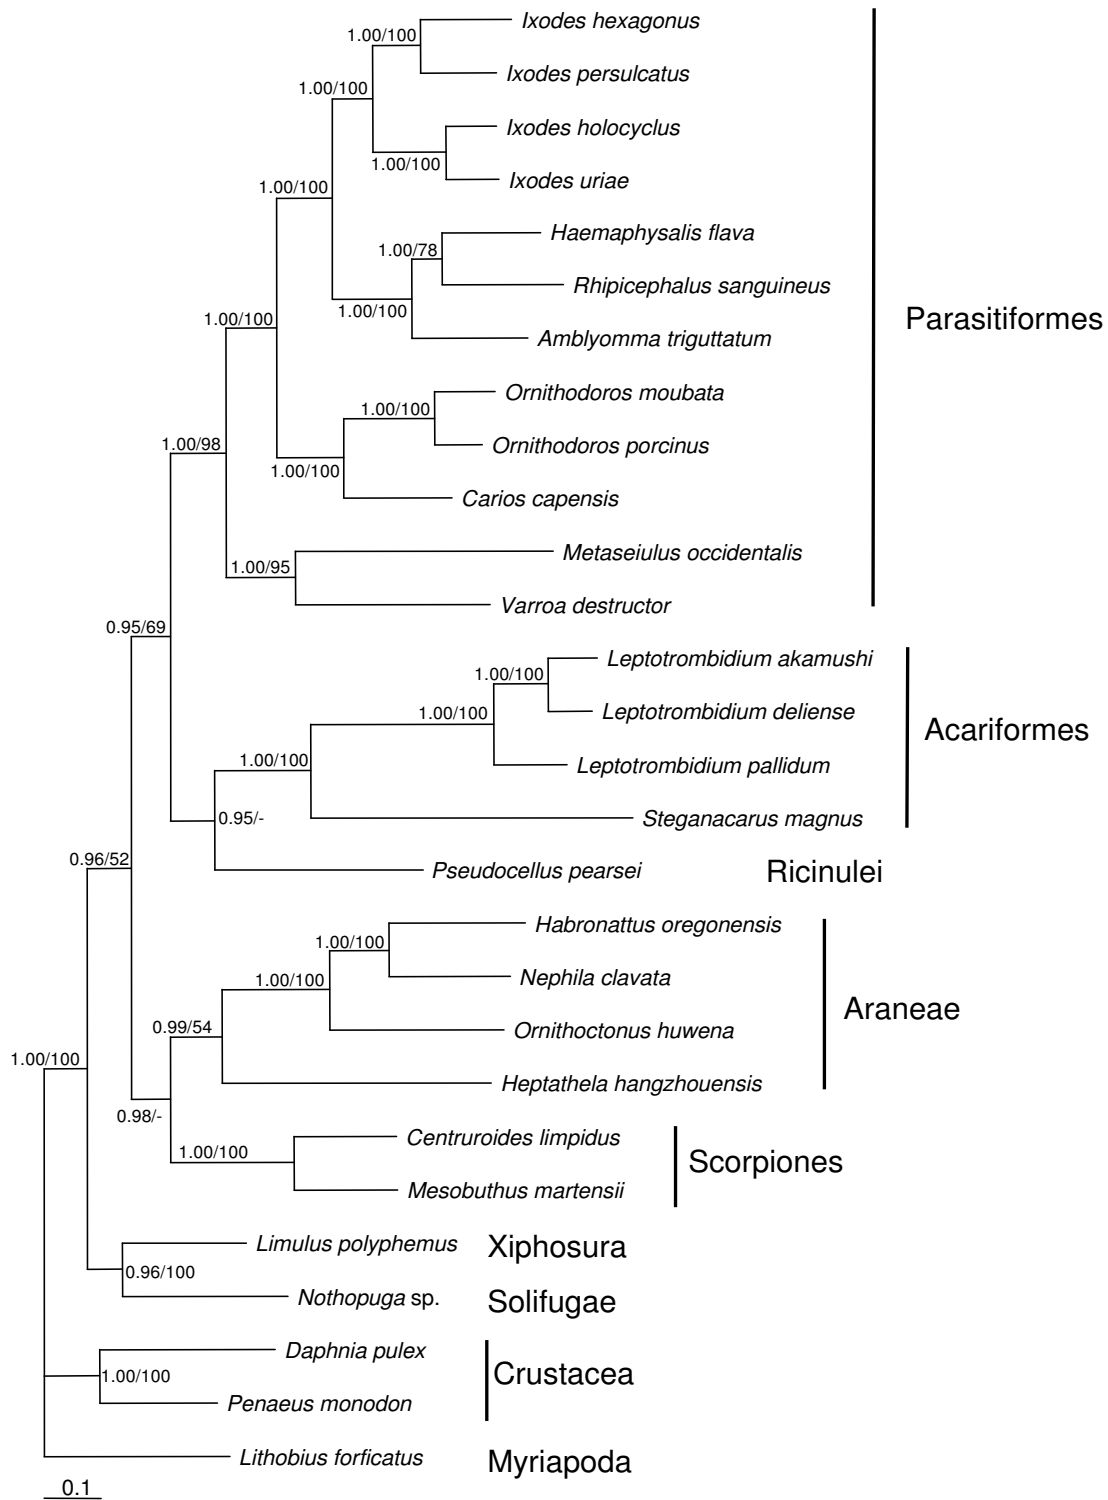 Ixodes hexagonus
1.00/100
Ixodes persulcatus
1.00/100
Ixodes holocyclus
1.00/100
Ixodes uriae
1.00/100
Haemaphysalis flava
1.00/78
Rhipicephalus sanguineus
1.00/100
Parasitiformes
1.00/100
Amblyomma triguttatum
Ornithodoros moubata
1.00/100
Ornithodoros porcinus
1.00/98
1.00/100
Carios capensis
Metaseiulus occidentalis
1.00/95
Varroa destructor
0.95/69
Leptotrombidium akamushi
1.00/100
Leptotrombidium deliense
1.00/100
Acariformes
1.00/100
Leptotrombidium pallidum
0.95/-
Steganacarus magnus
0.96/52
Pseudocellus pearsei
Ricinulei
Habronattus oregonensis
1.00/100
Nephila clavata
1.00/100
Araneae
0.99/54
Ornithoctonus huwena
1.00/100
Heptathela hangzhouensis
0.98/-
Centruroides limpidus
1.00/100
Scorpiones
Mesobuthus martensii
Limulus polyphemus
Xiphosura
0.96/100
Nothopuga sp.
Solifugae
Daphnia pulex
1.00/100
Crustacea
Penaeus monodon
Lithobius forficatus
Myriapoda
0.1